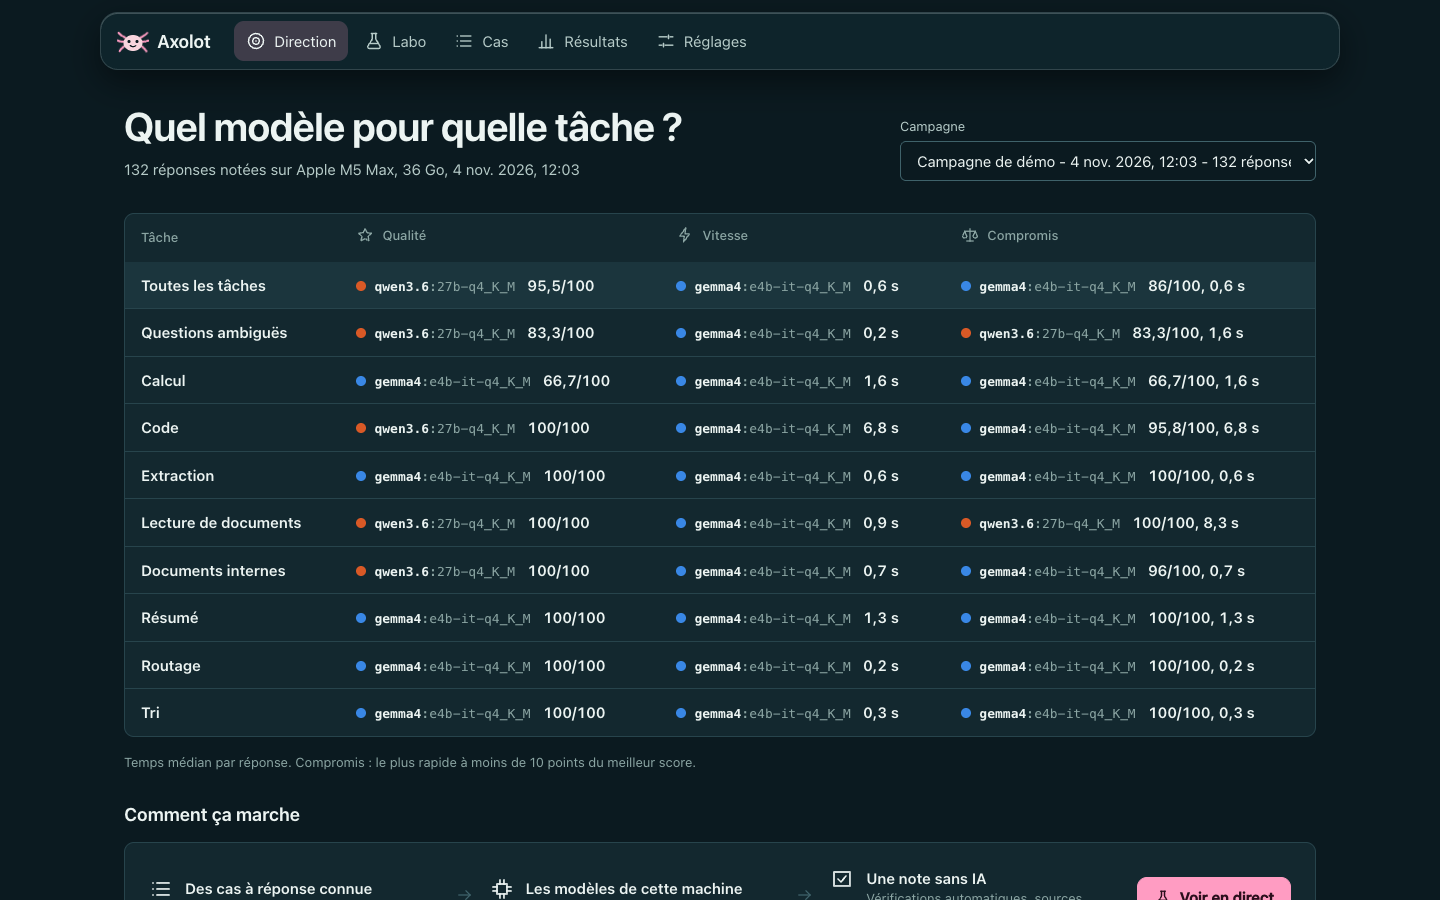 Axolot
Direction
Labo
Cas
Résultats
Réglages
Quel modèle pour quelle tâche ?
132 réponses notées sur Apple M5 Max, 36 Go, 4 nov. 2026, 12:03
Campagne
Campagne de démo - 4 nov. 2026, 12:03 - 132 réponse
Tâche Qualité Vitesse Compromis
Toutes les tâches qwen3.6:27b-q4_K_M 95,5/100 gemma4:e4b-it-q4_K_M 0,6 s gemma4:e4b-it-q4_K_M 86/100, 0,6 s
Questions ambiguës qwen3.6:27b-q4_K_M 83,3/100 gemma4:e4b-it-q4_K_M 0,2 s qwen3.6:27b-q4_K_M 83,3/100, 1,6 s
Calcul gemma4:e4b-it-q4_K_M 66,7/100 gemma4:e4b-it-q4_K_M 1,6 s gemma4:e4b-it-q4_K_M 66,7/100, 1,6 s
Code qwen3.6:27b-q4_K_M 100/100 gemma4:e4b-it-q4_K_M 6,8 s gemma4:e4b-it-q4_K_M 95,8/100, 6,8 s
Extraction gemma4:e4b-it-q4_K_M 100/100 gemma4:e4b-it-q4_K_M 0,6 s gemma4:e4b-it-q4_K_M 100/100, 0,6 s
Lecture de documents qwen3.6:27b-q4_K_M 100/100 gemma4:e4b-it-q4_K_M 0,9 s qwen3.6:27b-q4_K_M 100/100, 8,3 s
Documents internes qwen3.6:27b-q4_K_M 100/100 gemma4:e4b-it-q4_K_M 0,7 s gemma4:e4b-it-q4_K_M 96/100, 0,7 s
Résumé gemma4:e4b-it-q4_K_M 100/100 gemma4:e4b-it-q4_K_M 1,3 s gemma4:e4b-it-q4_K_M 100/100, 1,3 s
Routage gemma4:e4b-it-q4_K_M 100/100 gemma4:e4b-it-q4_K_M 0,2 s gemma4:e4b-it-q4_K_M 100/100, 0,2 s
Tri gemma4:e4b-it-q4_K_M 100/100 gemma4:e4b-it-q4_K_M 0,3 s gemma4:e4b-it-q4_K_M 100/100, 0,3 s
Temps médian par réponse. Compromis : le plus rapide à moins de 10 points du meilleur score.
Comment ça marche
Des cas à réponse connue
Les modèles de cette machine
Une note sans IA
Vérifications automatiques, sources
Voir en direct